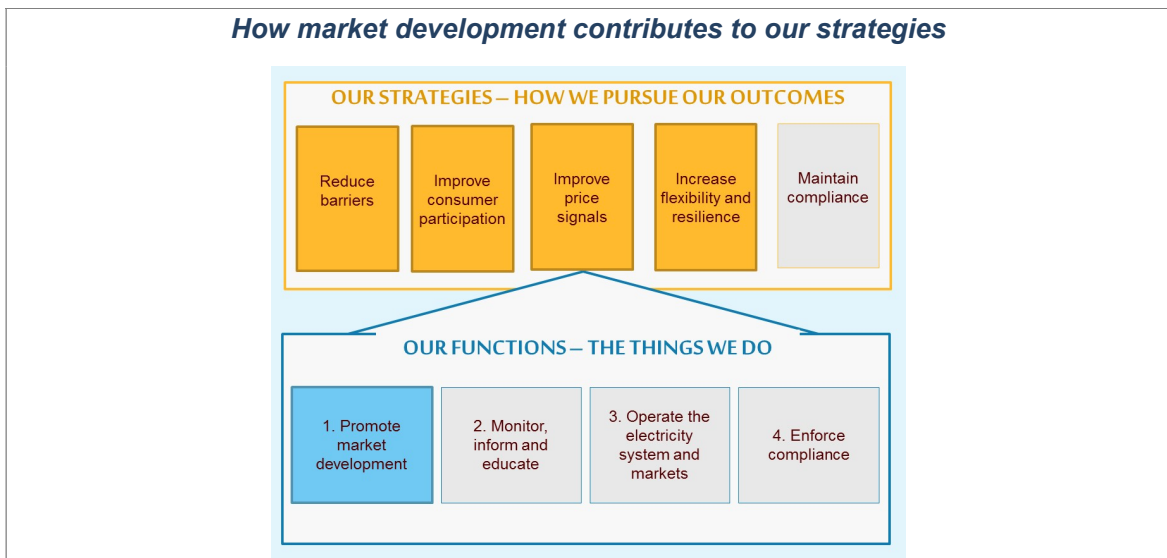 How market development contributes to our strategies
OUR STRATEGIES – HOW WE PURSUE OUR OUTCOMES
Reduce
barriers
Improve
consumer
participation
Improve
price
signals
Increase
flexibility and
resilience
Maintain
compliance
OUR FUNCTIONS – THE THINGS WE DO
1. Promote
market
development
2. Monitor,
inform and
educate
3. Operate the
electricity
system and
markets
4. Enforce
compliance